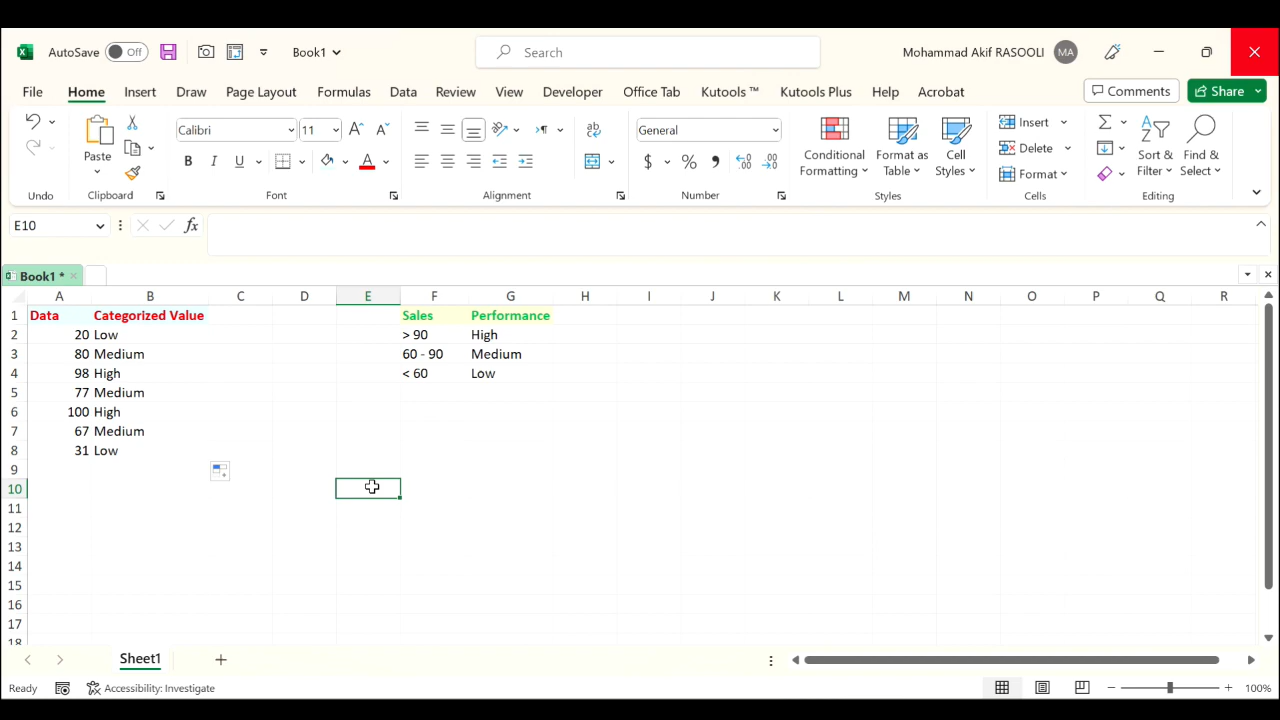 AutoSave Off Book1 Search Mohammad Akif RASOOLI MA
File Home Insert Draw Page Layout Formulas Data Review View Developer Office Tab Kutools ™ Kutools Plus Help Acrobat Comments Share
Calibri 11 General Insert
Paste Conditional Formatting Format as Table Cell Styles Delete Sort & Filter Find & Select
Format
Undo Clipboard Font Alignment Number Styles Cells Editing
E10 fx
Book1 *
A B C D E F G H I J K L M N O P Q R
1 Data Categorized Value Sales Performance
2 20 Low > 90 High
3 80 Medium 60 - 90 Medium
4 98 High < 60 Low
5 77 Medium
6 100 High
7 67 Medium
8 31 Low
9
10
11
12
13
14
15
16
17
18
Sheet1
Ready Accessibility: Investigate 100%